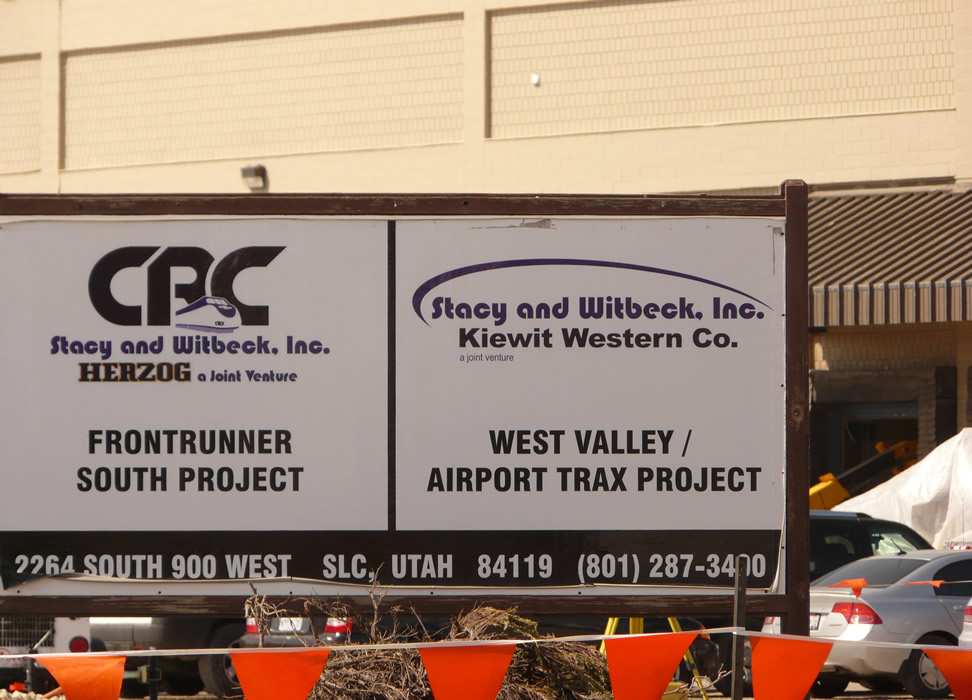 CRC
Stacy and Witbeck, Inc.
HERZOG a Joint Venture
FRONTRUNNER
SOUTH PROJECT
Stacy and Witbeck, Inc.
Kiewit Western Co.
a joint venture
WEST VALLEY /
AIRPORT TRAX PROJECT
2264 SOUTH 900 WEST SLC, UTAH 84119 (801) 287-3400